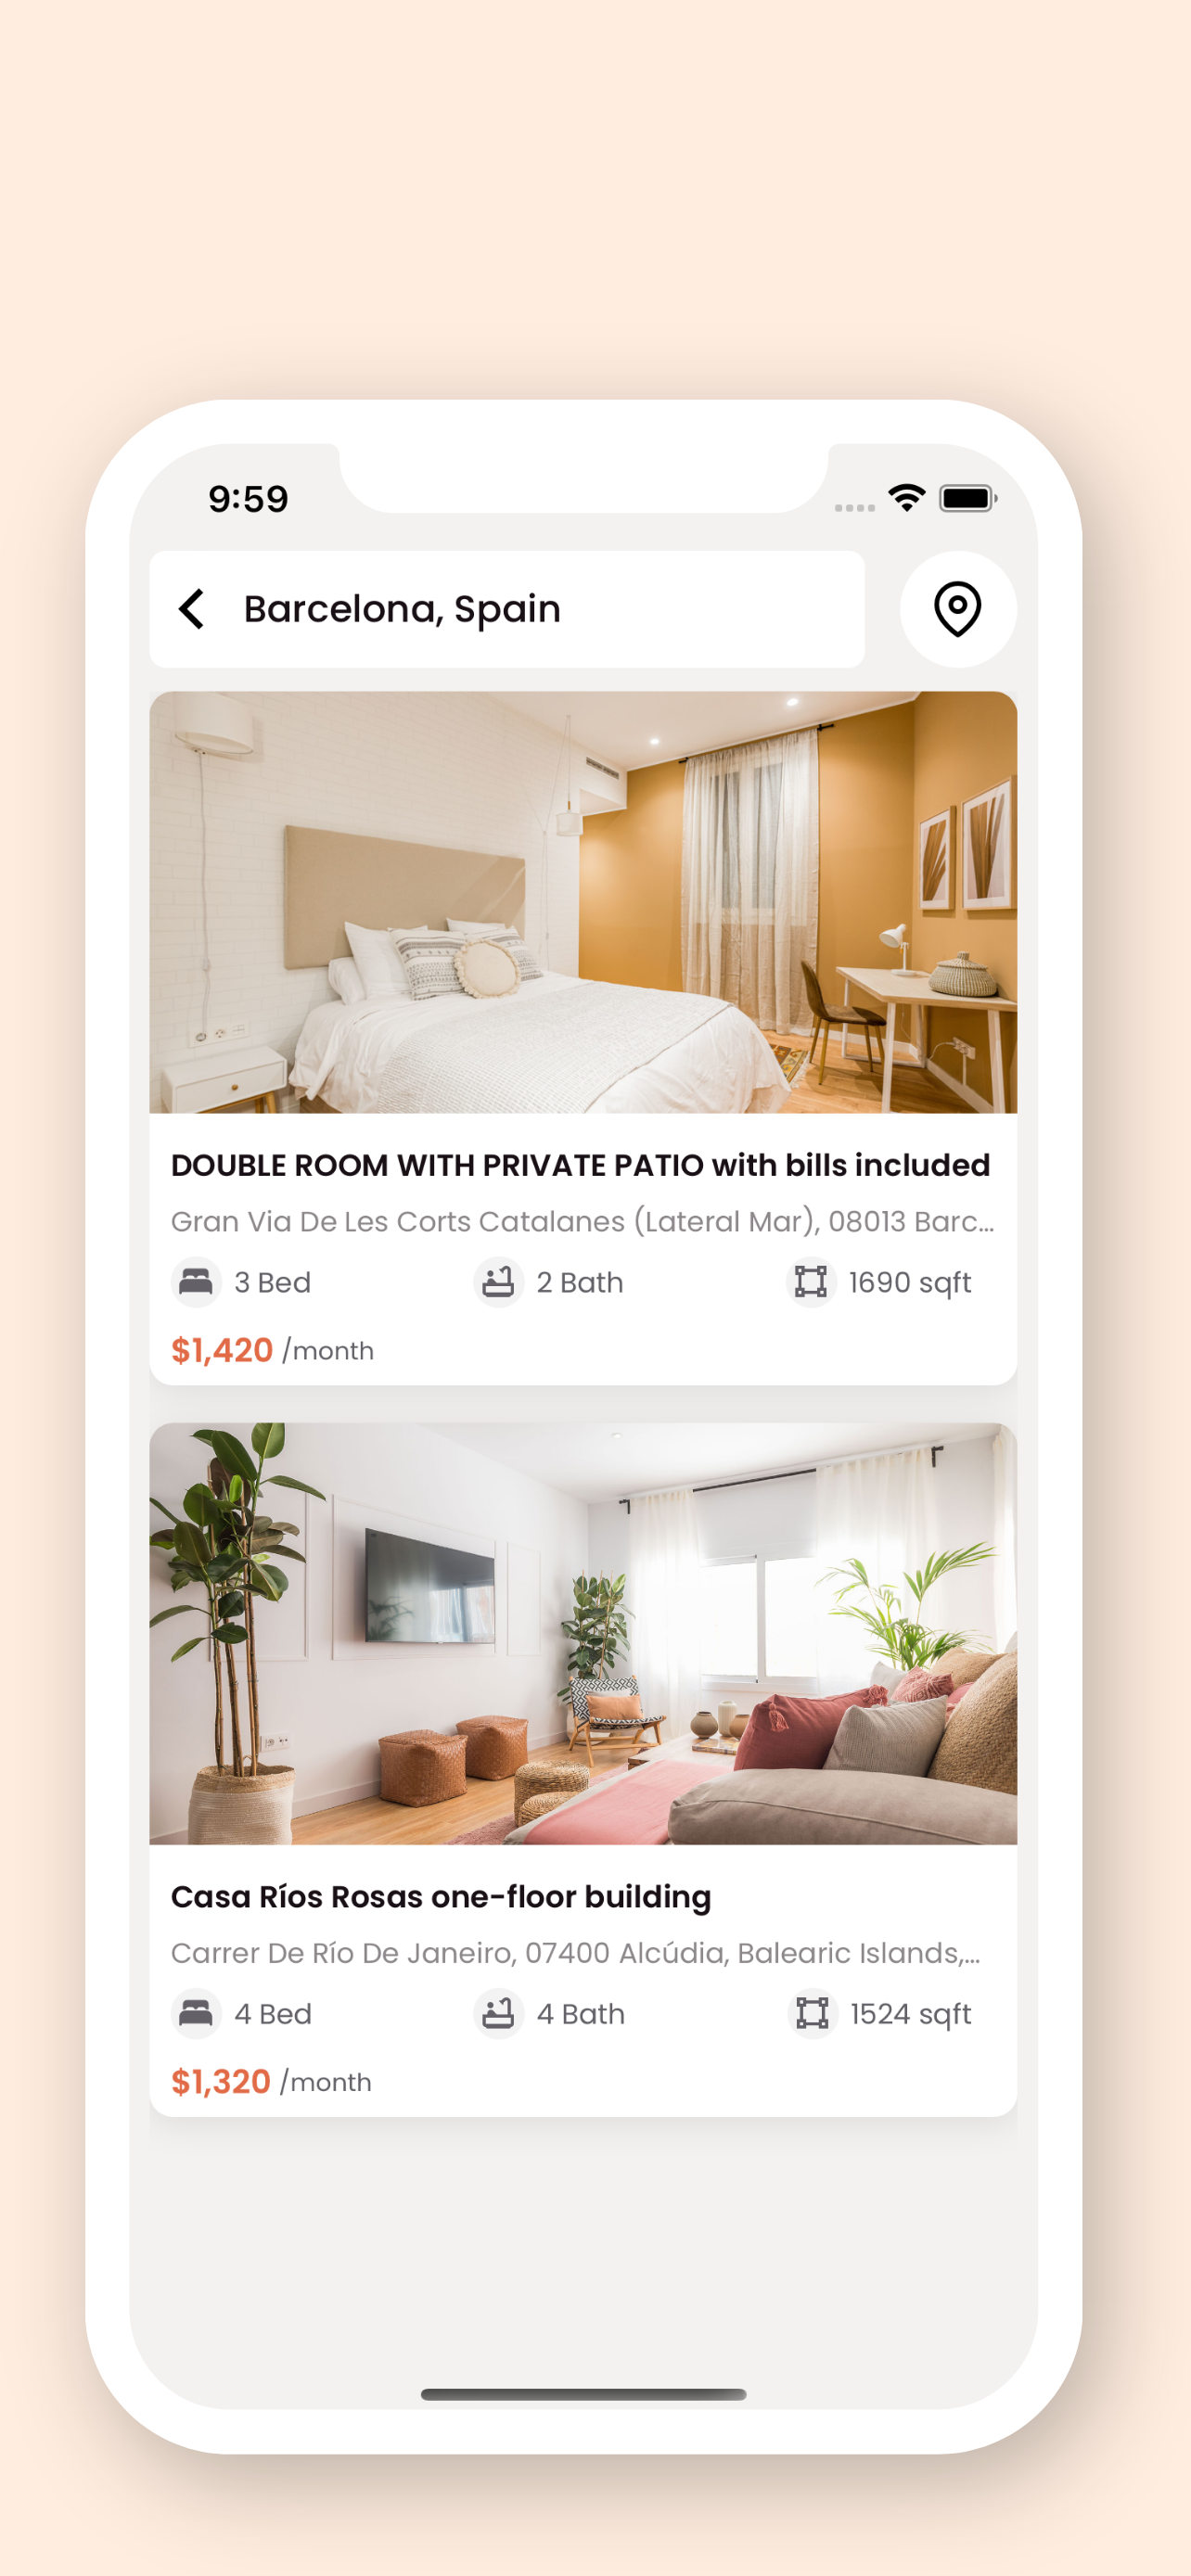 9:59
Barcelona, Spain
DOUBLE ROOM WITH PRIVATE PATIO with bills included
Gran Via De Les Corts Catalanes (Lateral Mar), 08013 Barc...
3 Bed 2 Bath 1690 sqft
$1,420 /month
Casa Ríos Rosas one-floor building
Carrer De Río De Janeiro, 07400 Alcúdia, Balearic Islands,...
4 Bed 4 Bath 1524 sqft
$1,320 /month